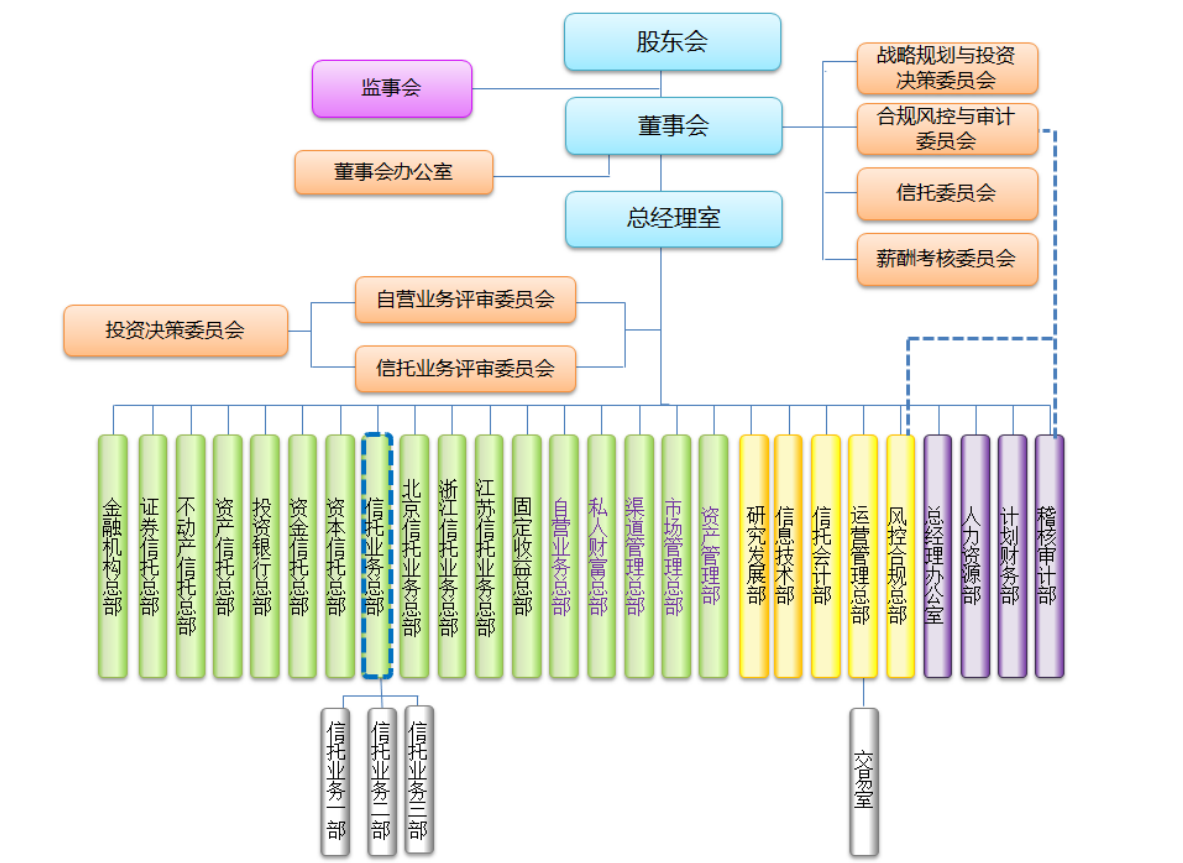 股东会
监事会
董事会
董事会办公室
总经理室
战略规划与投资
决策委员会
合规风控与审计
委员会
信托委员会
薪酬考核委员会
自营业务评审委员会
投资决策委员会
信托业务评审委员会
金融机构总部
证券信托总部
不动产信托总部
资产信托总部
投资银行总部
资金信托总部
资本信托总部
信托业务总部
北京信托业务总部
浙江信托业务总部
江苏信托业务总部
固定收益总部
自营业务总部
私人财富总部
渠道管理总部
市场管理总部
资产管理部
研究发展部
信息技术部
信托会计部
运营管理总部
风控合规总部
总经理办公室
人力资源部
计划财务部
稽核审计部
信托业务一部
信托业务二部
信托业务三部
交易室